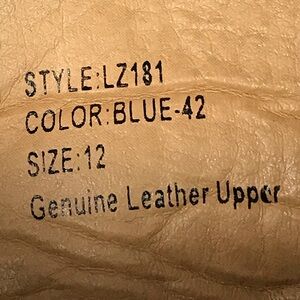 STYLE:LZ181
COLOR:BLUE-42
SIZE:12
Genuine Leather Upper